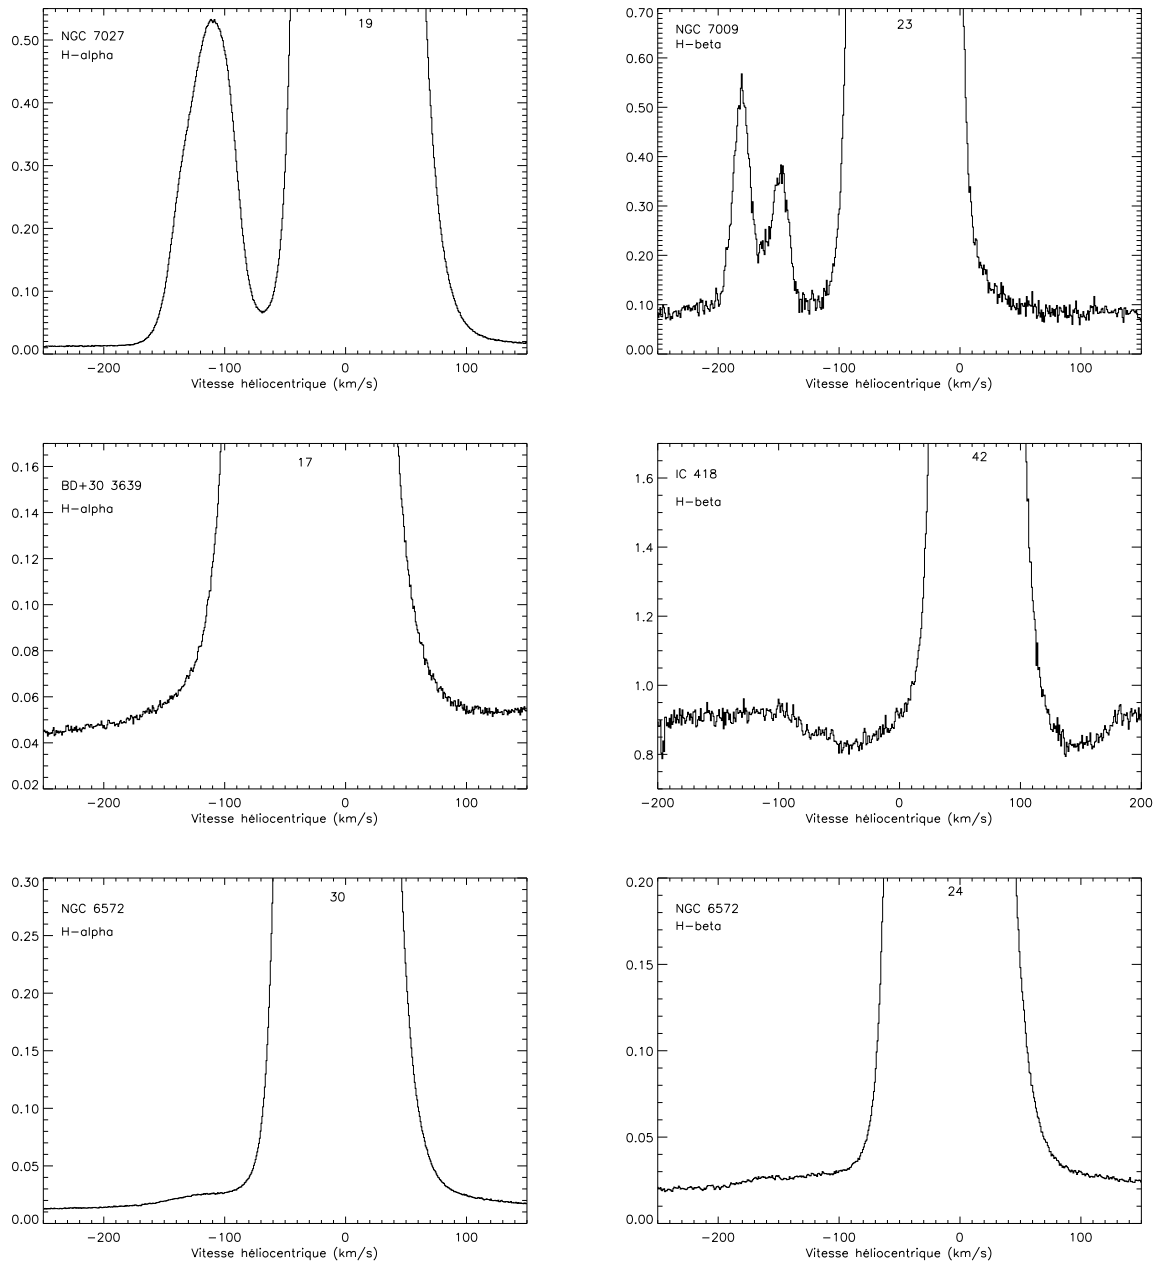 NGC 7027
H-alpha
19
0.50
0.40
0.30
0.20
0.10
0.00
-200 -100 0 100
Vitesse héliocentrique (km/s)
NGC 7009
H-beta
23
0.70
0.60
0.50
0.40
0.30
0.20
0.10
0.00
-200 -100 0 100
Vitesse héliocentrique (km/s)
BD+30 3639
H-alpha
17
0.16
0.14
0.12
0.10
0.08
0.06
0.04
0.02
-200 -100 0 100
Vitesse héliocentrique (km/s)
IC 418
H-beta
42
1.6
1.4
1.2
1.0
0.8
-200 -100 0 100 200
Vitesse héliocentrique (km/s)
NGC 6572
H-alpha
30
0.30
0.25
0.20
0.15
0.10
0.05
0.00
-200 -100 0 100
Vitesse héliocentrique (km/s)
NGC 6572
H-beta
24
0.20
0.15
0.10
0.05
0.00
-200 -100 0 100
Vitesse héliocentrique (km/s)